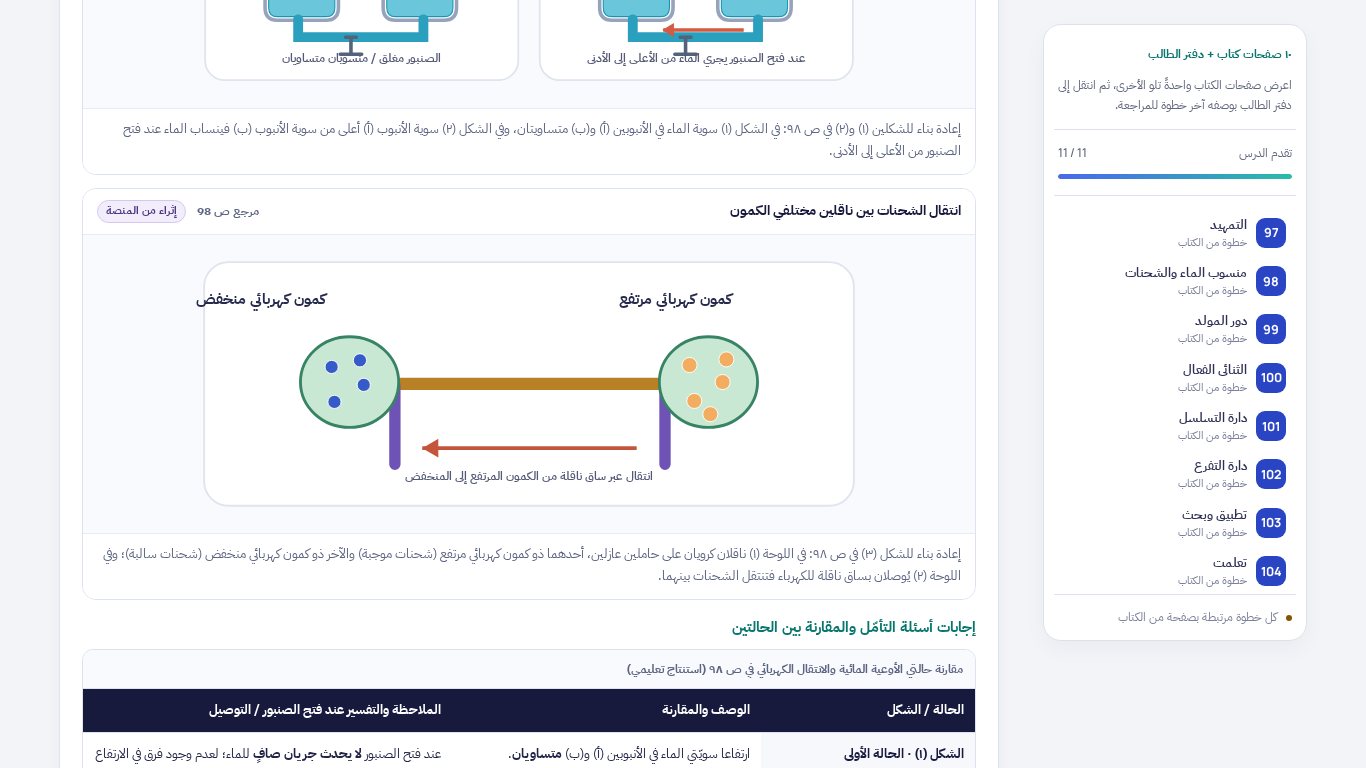 ١٠ صفحات كتاب + دفتر الطالب
اعرض صفحات الكتاب واحدةً تلو الأخرى، ثم انتقل إلى
دفتر الطالب بوصفه آخر خطوة للمراجعة.
تقدم الدرس
11 / 11
97
التمهيد
خطوة من الكتاب
98
منسوب الماء والشحنات
خطوة من الكتاب
99
دور المولد
خطوة من الكتاب
100
الثنائي الفعال
خطوة من الكتاب
101
دارة التسلسل
خطوة من الكتاب
102
دارة التفرع
خطوة من الكتاب
103
تطبيق وبحث
خطوة من الكتاب
104
تعلمت
خطوة من الكتاب
كل خطوة مرتبطة بصفحة من الكتاب
عند فتح الصنبور يجري الماء من الأعلى إلى الأدنى
الصنبور مغلق / مستويان متساويان
إعادة بناء للشكلين (١) و(٢) في ص ٩٨: في الشكل (١) سوية الماء في الأنبوبين (أ) و(ب) متساويتان، وفي الشكل (٢) سوية الأنبوب (أ) أعلى من سوية الأنبوب (ب) فينساب الماء عند فتح
الصنبور من الأعلى إلى الأدنى.
انتقال الشحنات بين ناقلين مختلفي الكمون
مرجع ص 98
إثراء من المنصة
كمون كهربائي مرتفع
كمون كهربائي منخفض
انتقال عبر ساق ناقلة من الكمون المرتفع إلى المنخفض
إعادة بناء للشكل (٣) في ص ٩٨: في اللوحة (١) ناقلان كرويان على حاملين عازلين، أحدهما ذو كمون كهربائي مرتفع (شحنات موجبة) والآخر ذو كمون كهربائي منخفض (شحنات سالبة)؛ وفي
اللوحة (٢) يُوصلان بساق ناقلة للكهرباء فتنتقل الشحنات بينهما.
إجابات أسئلة التأمّل والمقارنة بين الحالتين
مقارنة حالتي الأوعية المائية والانتقال الكهربائي في ص ٩٨ (استنتاج تعليمي)
الحالة / الشكل
الوصف والمقارنة
الملاحظة والتفسير عند فتح الصنبور / التوصيل
الشكل (١) · الحالة الأولى
ارتفاعا سويّتي الماء في الأنبوبين (أ) و(ب) متساويان.
عند فتح الصنبور لا يحدث جريان صافٍ للماء؛ لعدم وجود فرق في الارتفاع